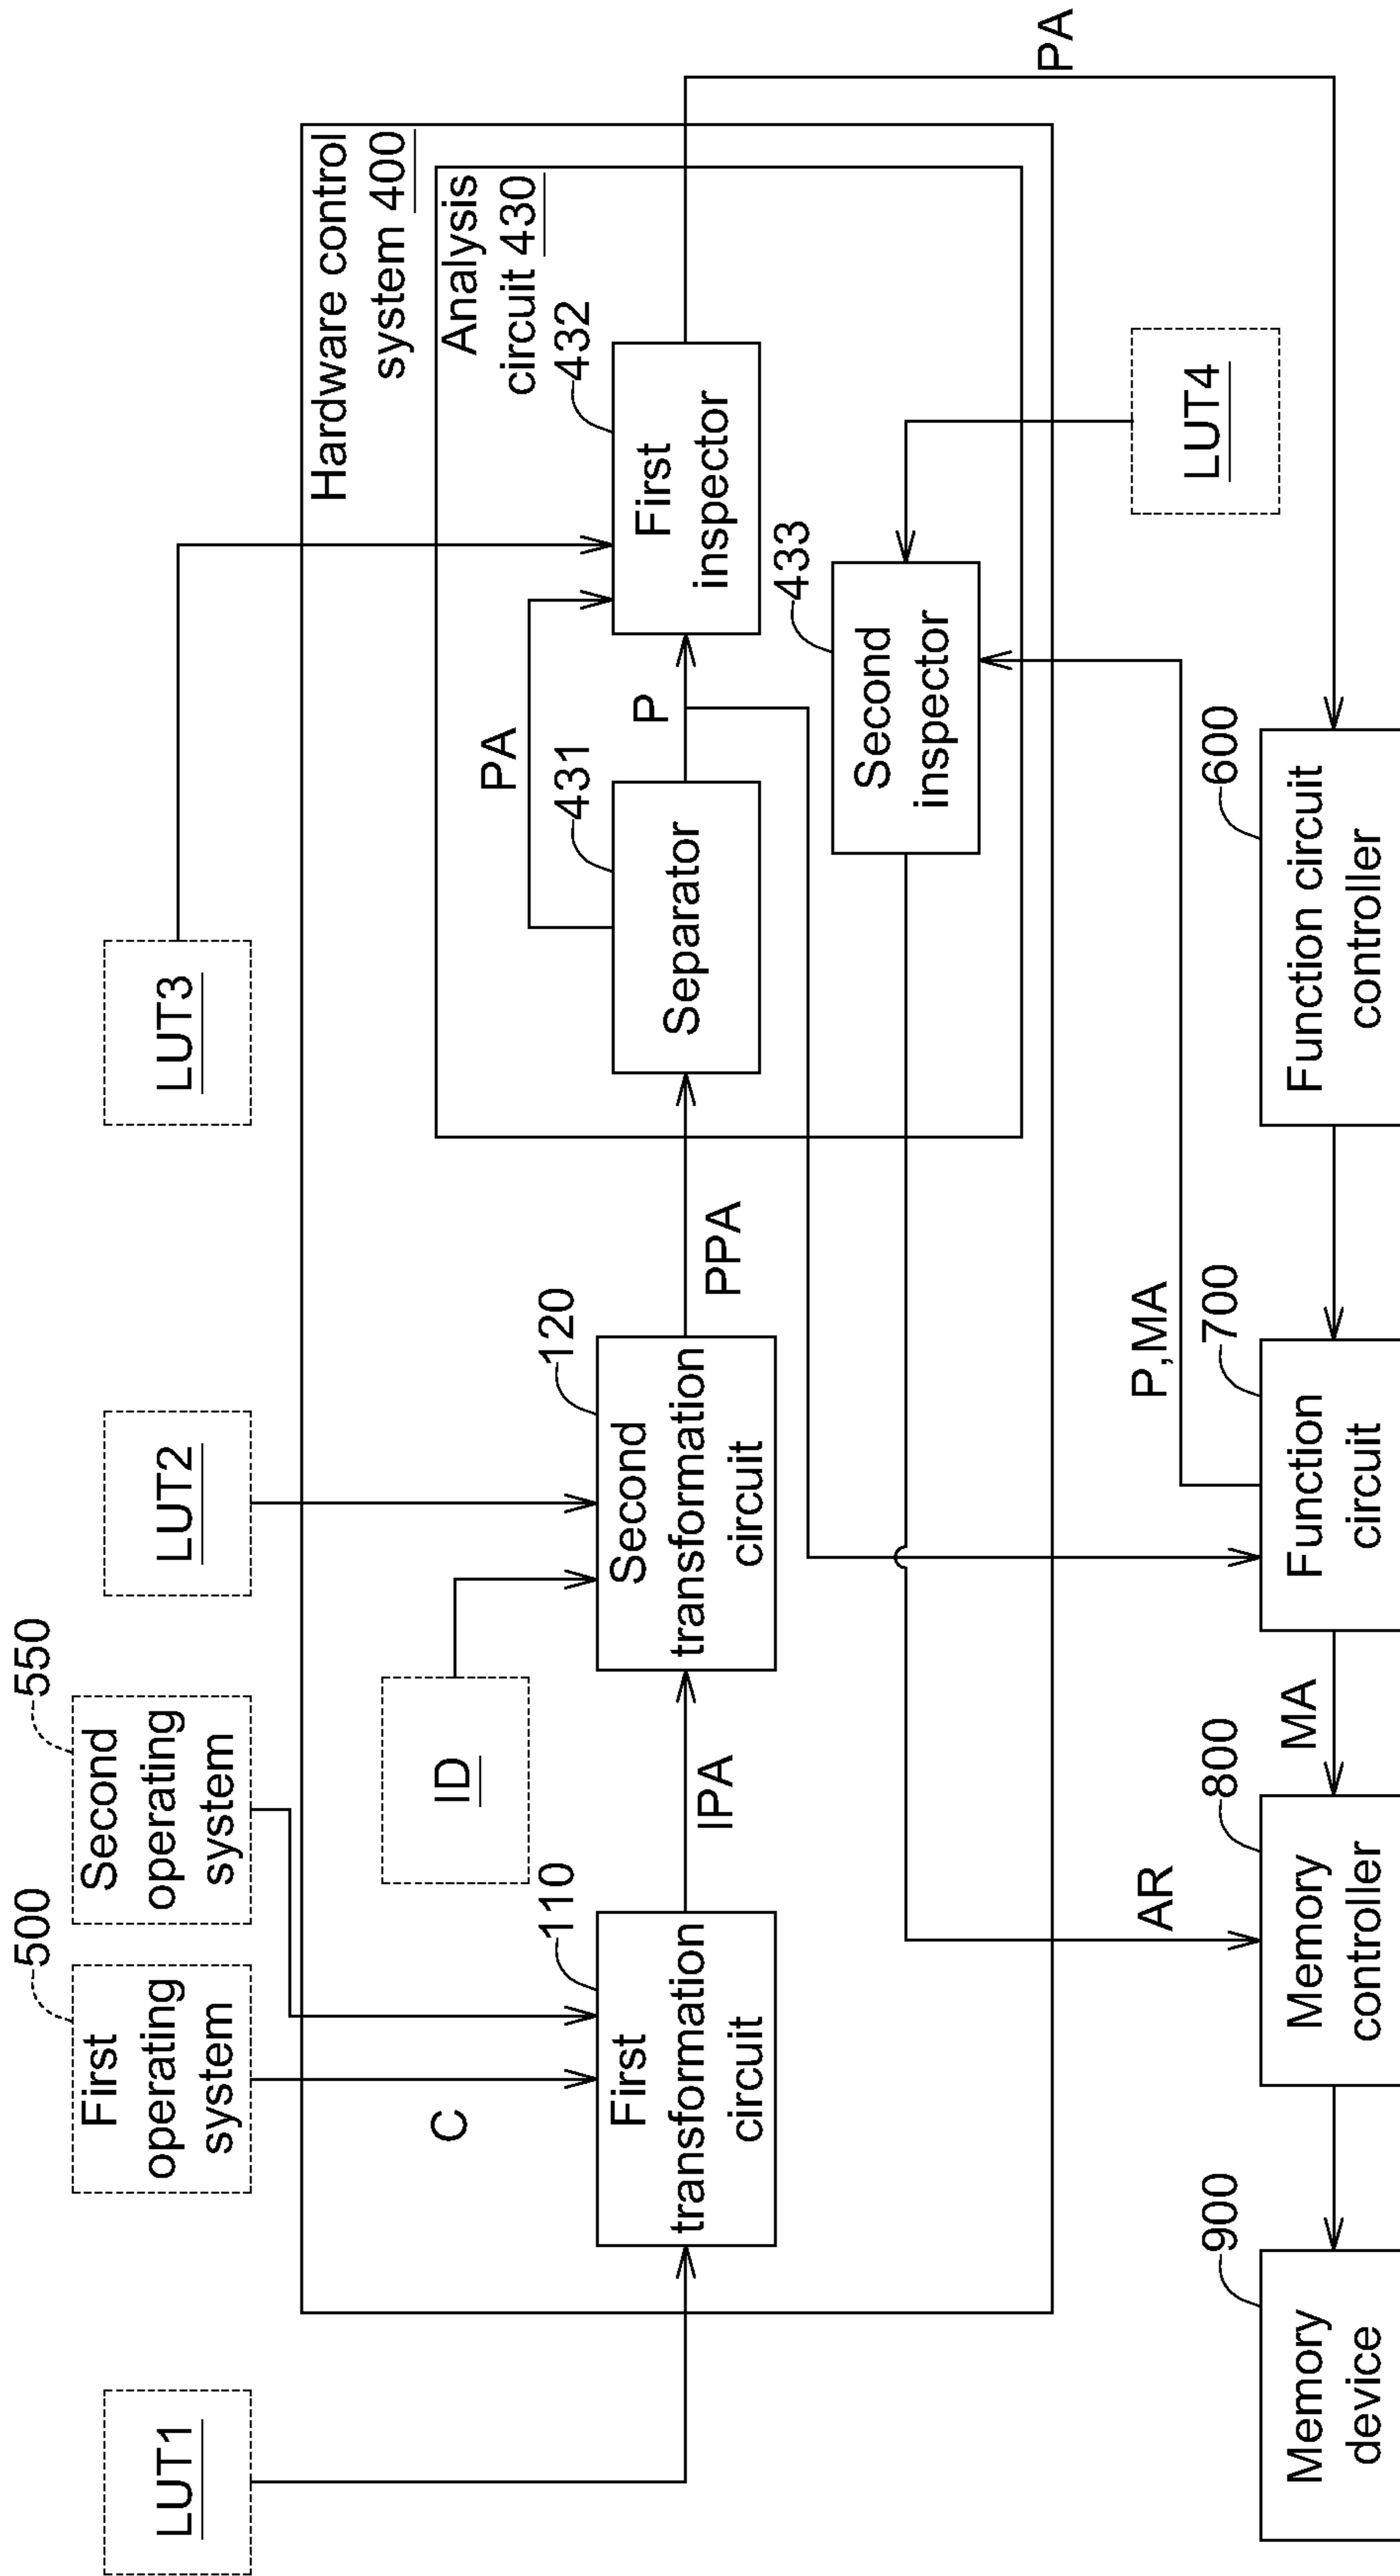 500
550
First
operating
system
Second
operating
system
LUT1
LUT2
LUT3
C
ID
Hardware control
system 400
Analysis
circuit 430
110
First
transformation
circuit
IPA
120
Second
transformation
circuit
PPA
431
Separator
PA
P
432
First
inspector
433
Second
inspector
PA
LUT4
AR
P,MA
900
Memory
device
800
Memory
controller
MA
700
Function
circuit
600
Function circuit
controller